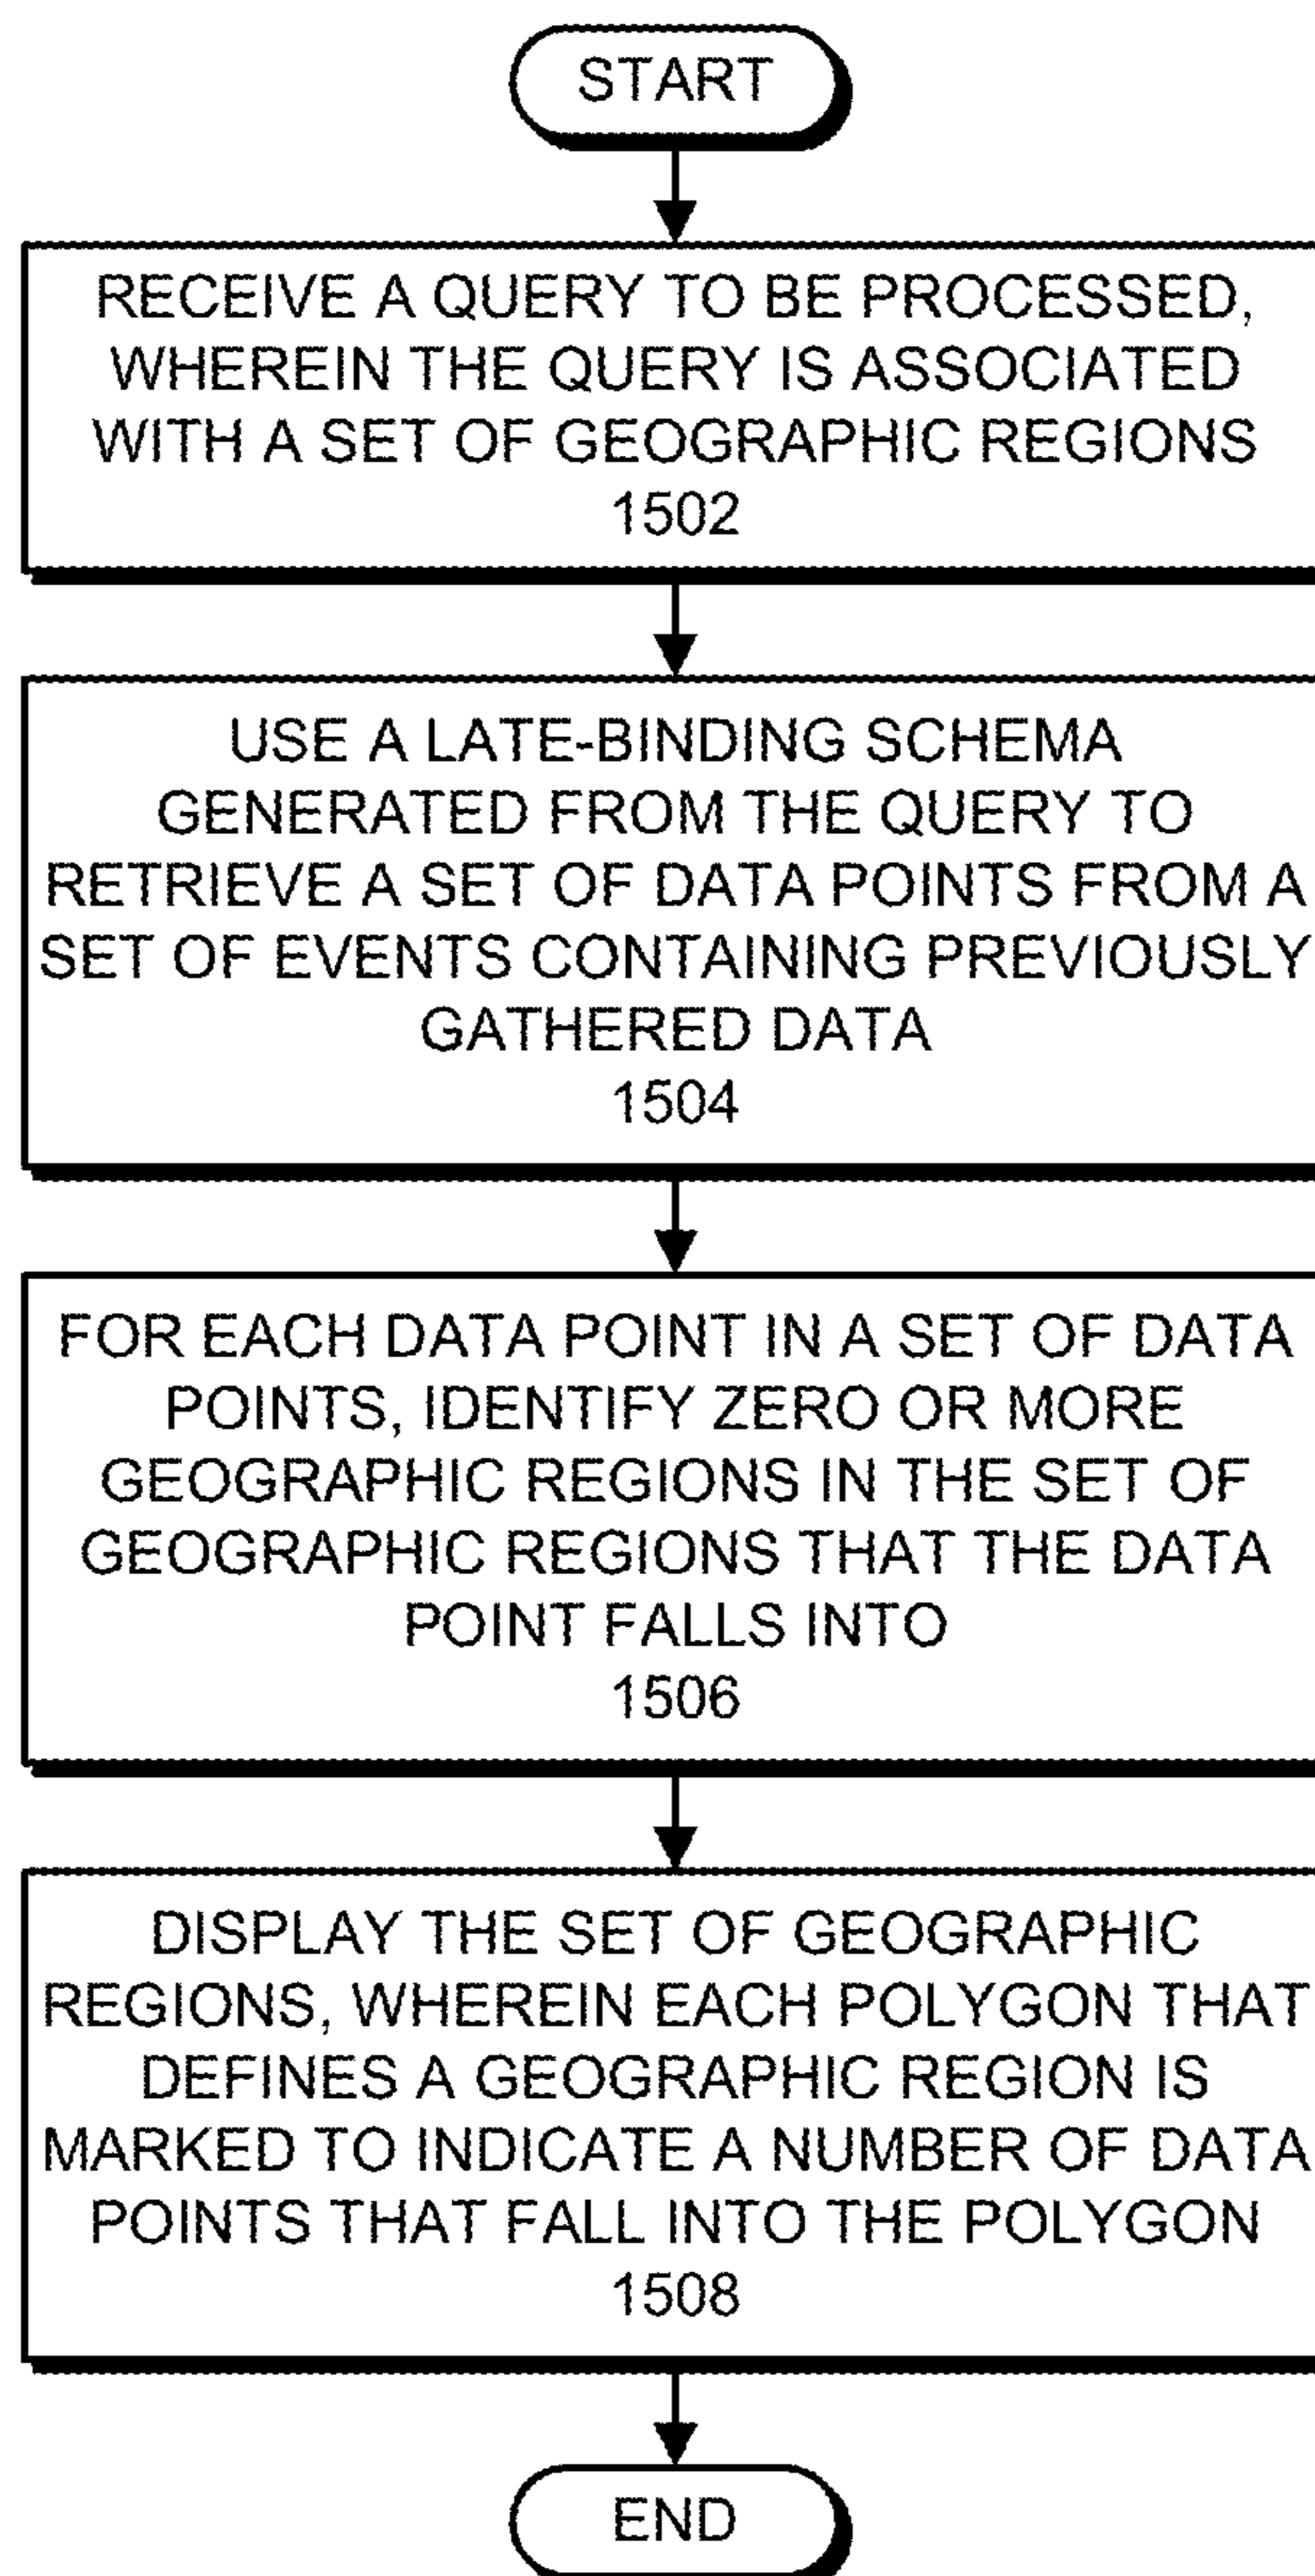 START
RECEIVE A QUERY TO BE PROCESSED,
WHEREIN THE QUERY IS ASSOCIATED
WITH A SET OF GEOGRAPHIC REGIONS
1502
USE A LATE-BINDING SCHEMA
GENERATED FROM THE QUERY TO
RETRIEVE A SET OF DATA POINTS FROM A
SET OF EVENTS CONTAINING PREVIOUSLY
GATHERED DATA
1504
FOR EACH DATA POINT IN A SET OF DATA
POINTS, IDENTIFY ZERO OR MORE
GEOGRAPHIC REGIONS IN THE SET OF
GEOGRAPHIC REGIONS THAT THE DATA
POINT FALLS INTO
1506
DISPLAY THE SET OF GEOGRAPHIC
REGIONS, WHEREIN EACH POLYGON THAT
DEFINES A GEOGRAPHIC REGION IS
MARKED TO INDICATE A NUMBER OF DATA
POINTS THAT FALL INTO THE POLYGON
1508
END